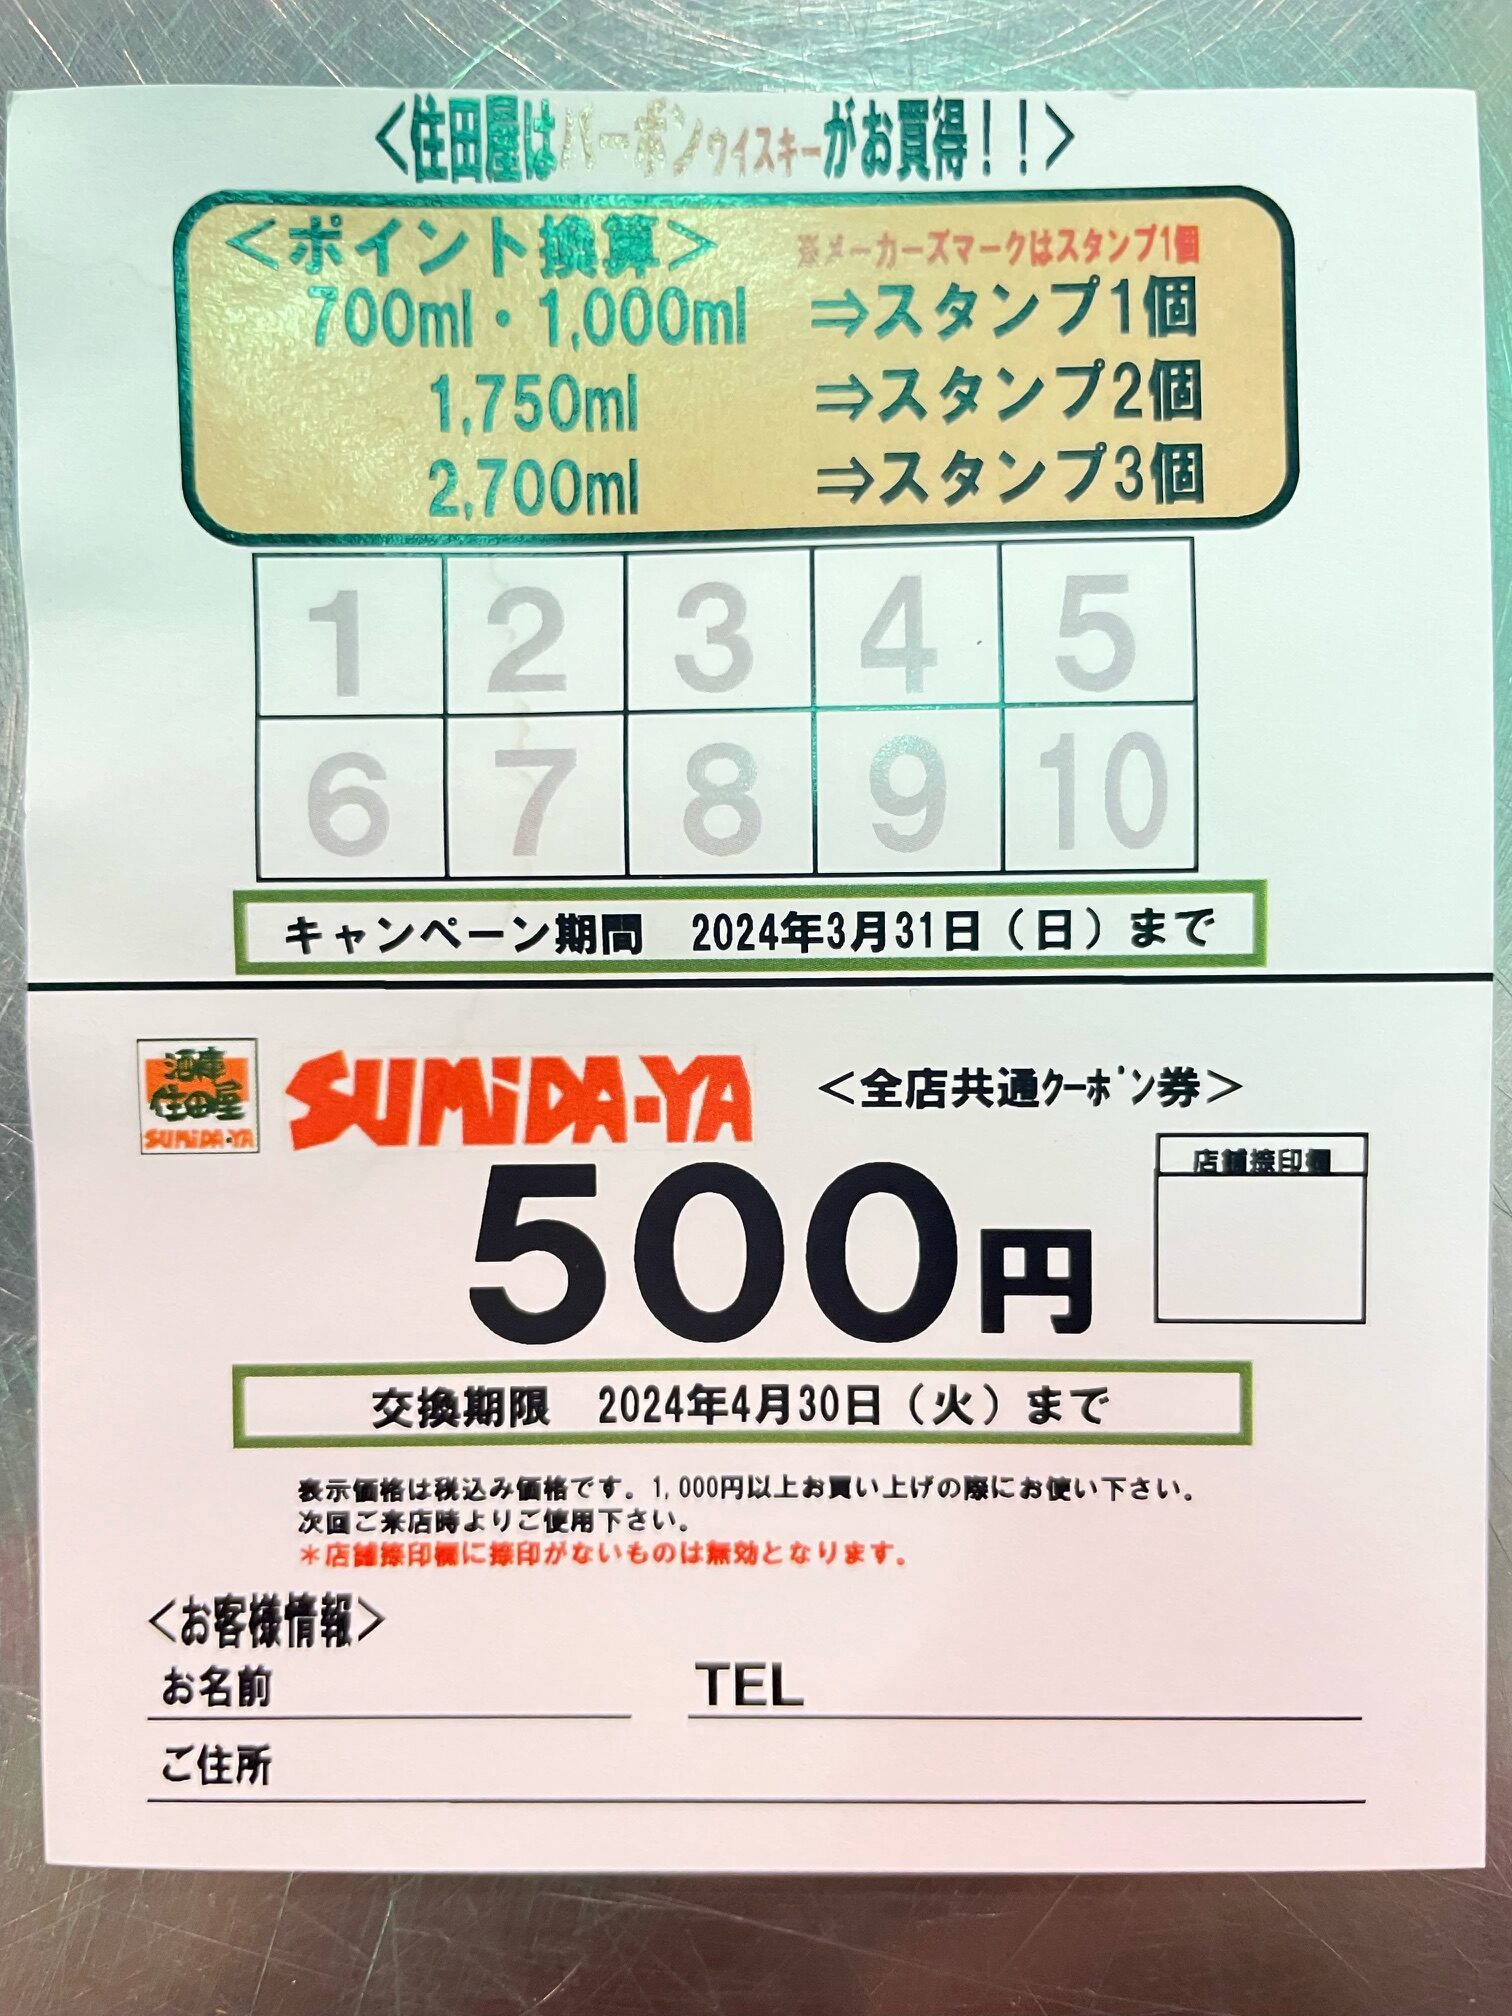 <住田屋はバーボンウイスキーがお買得！！>
<ポイント換算>
※メーカーズマークはスタンプ1個
700ml・1,000ml ⇒スタンプ1個
1,750ml ⇒スタンプ2個
2,700ml ⇒スタンプ3個
1 2 3 4 5
6 7 8 9 10
キャンペーン期間 2024年3月31日（日）まで
酒庫
住田屋
SUMiDA-YA
SUMiDA-YA
<全店共通ｸｰﾎﾟﾝ券>
店舗捺印欄
500円
交換期限 2024年4月30日（火）まで
表示価格は税込み価格です。1,000円以上お買い上げの際にお使い下さい。
次回ご来店時よりご使用下さい。
＊店舗捺印欄に捺印がないものは無効となります。
<お客様情報>
お名前 TEL
ご住所